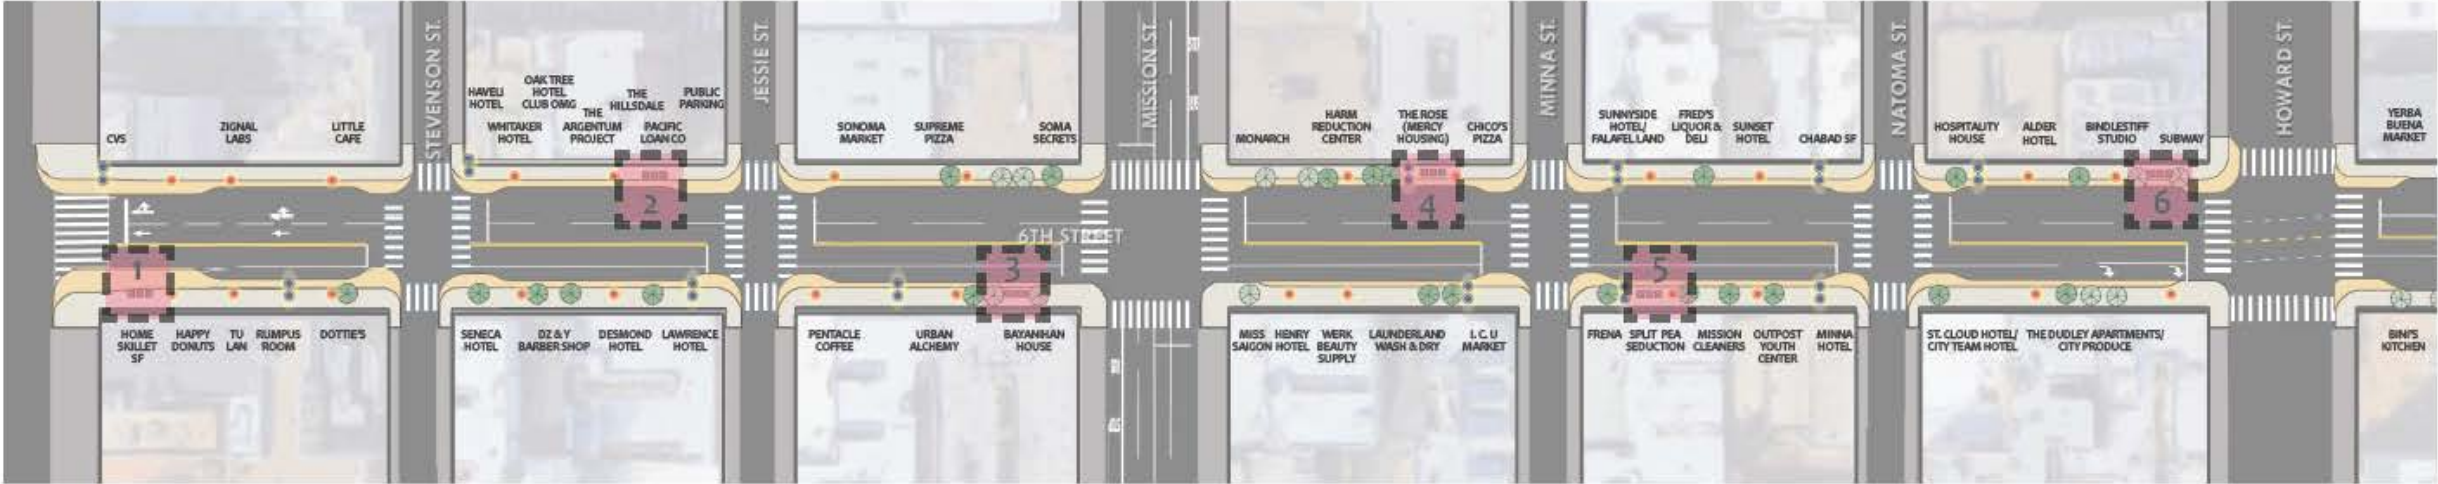 STEVENSON ST.
JESSIE ST.
MISSION ST.
MINNA ST.
NATOMA ST.
HOWARD ST.
CVS
ZIGNAL
LABS
LITTLE
CAFE
HAVELI
HOTEL
WHITAKER
HOTEL
OAK TREE
HOTEL
CLUB OMG
THE
ARGENTUM
PROJECT
THE
HILLSDALE
PACIFIC
LOAN CO
PUBLIC
PARKING
SONOMA
MARKET
SUPREME
PIZZA
SOMA
SECRETS
MONARCH
HARM
REDUCTION
CENTER
THE ROSE
(MERCY
HOUSING)
CHICO'S
PIZZA
SUNNYSIDE
HOTEL/
FALAFEL LAND
FRED'S
LIQUOR &
DELI
SUNSET
HOTEL
CHABAD SF
HOSPITALITY
HOUSE
ALDER
HOTEL
BINDLESTIFF
STUDIO
SUBWAY
YERBA
BUENA
MARKET
2
4
6
6TH STREET
1
3
5
HOME
SKILLET
SF
HAPPY
DONUTS
TU
LAN
RUMPUS
ROOM
DOTTIE'S
SENECA
HOTEL
DZ & Y
BARBER SHOP
DESMOND
HOTEL
LAWRENCE
HOTEL
PENTACLE
COFFEE
URBAN
ALCHEMY
BAYANIHAN
HOUSE
MISS
SAIGON
HENRY
HOTEL
WERK
BEAUTY
SUPPLY
LAUNDERLAND
WASH & DRY
I. C. U
MARKET
FRENA
SPLIT PEA
SEDUCTION
MISSION
CLEANERS
OUTPOST
YOUTH
CENTER
MINNA
HOTEL
ST. CLOUD HOTEL/
CITY TEAM HOTEL
THE DUDLEY APARTMENTS/
CITY PRODUCE
BINI'S
KITCHEN